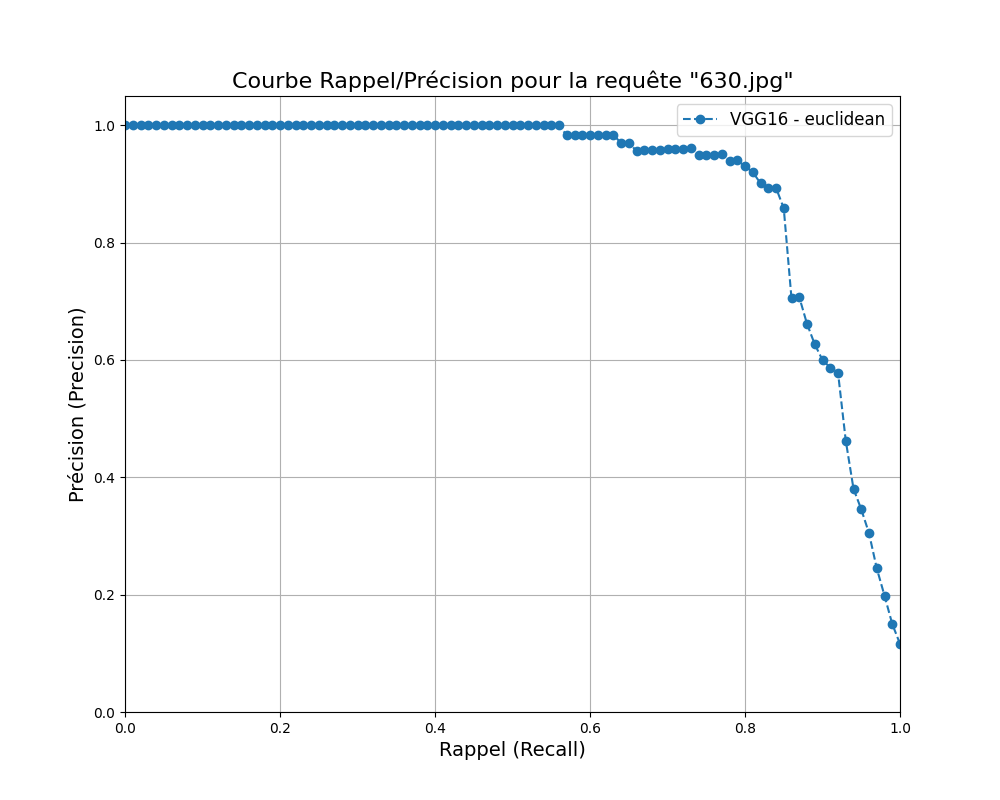 Courbe Rappel/Précision pour la requête "630.jpg"
VGG16 - euclidean
Précision (Precision)
1.0
0.8
0.6
0.4
0.2
0.0
0.0 0.2 0.4 0.6 0.8 1.0
Rappel (Recall)